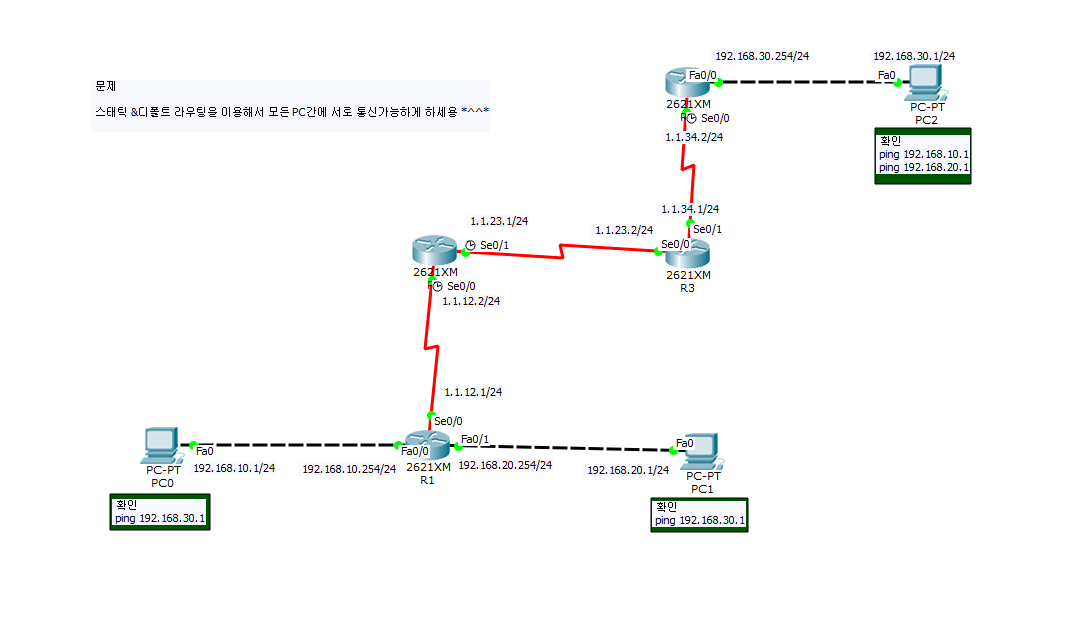 문제
스태틱 &디폴트 라우팅을 이용해서 모든 PC간에 서로 통신가능하게 하세용 *^^*
192.168.30.254/24
192.168.30.1/24
Fa0/0
Fa0
2621XM
PC-PT
PC2
Se0/0
1.1.34.2/24
확인
ping 192.168.10.1
ping 192.168.20.1
1.1.34.1/24
Se0/1
1.1.23.1/24
1.1.23.2/24
Se0/1
Se0/0
2621XM
2621XM
R3
Se0/0
1.1.12.2/24
1.1.12.1/24
Se0/0
Fa0/1
Fa0
Fa0/0
Fa0
PC-PT
PC0
192.168.10.1/24
192.168.10.254/24
2621XM
R1
192.168.20.254/24
192.168.20.1/24
PC-PT
PC1
확인
ping 192.168.30.1
확인
ping 192.168.30.1